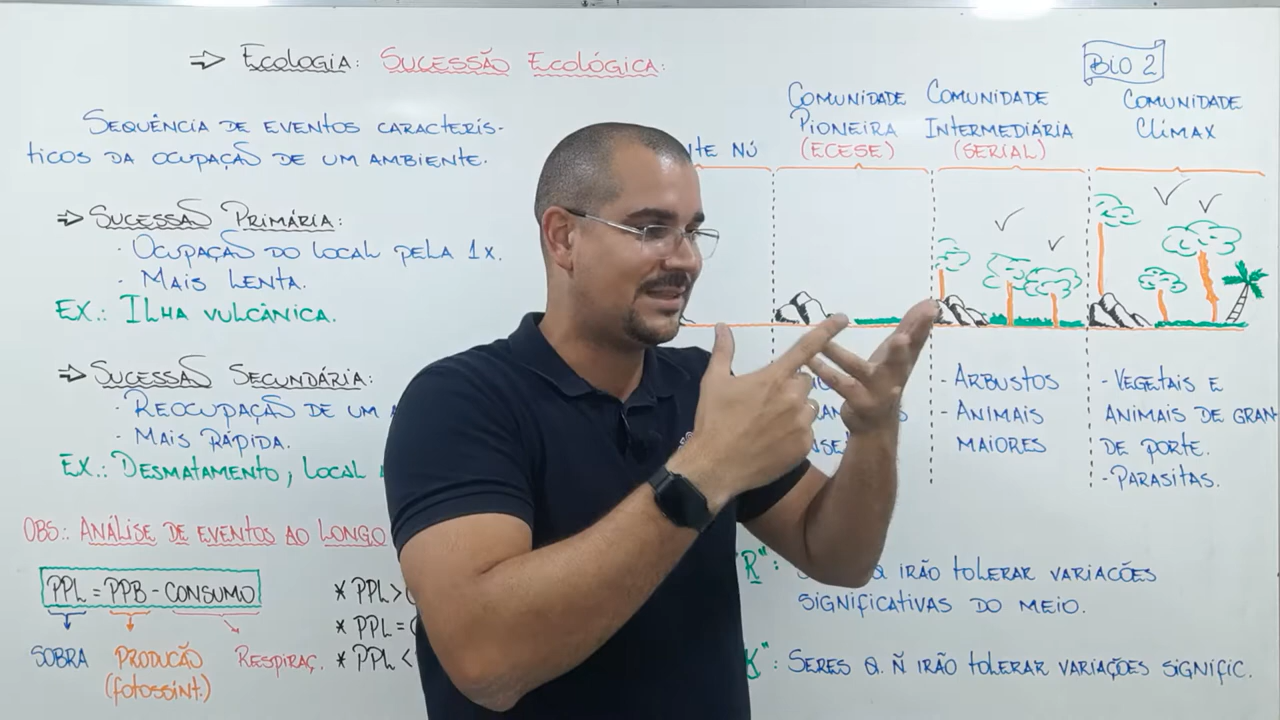 ⇒ Ecologia: Sucessão Ecológica:
Bio 2
Sequência de eventos caracterís-
ticos da ocupação de um ambiente.
⇒ Sucessão Primária:
· Ocupação do local pela 1x.
· Mais lenta.
Ex.: Ilha vulcânica.
⇒ Sucessão Secundária:
· Reocupação de um
· Mais rápida.
Ex.: Desmatamento, local
Obs.: Análise de eventos ao longo
PPL = PPB - Consumo
Sobra
Produção
(fotossínt.)
Respiraç.
* PPL >
* PPL =
* PPL <
Nú
Comunidade
Pioneira
(Ecese)
Comunidade
Intermediária
(Serial)
Comunidade
Clímax
- Arbustos
- Animais
maiores
- Vegetais e
animais de gran
de porte.
- Parasitas.
"R": irão tolerar variações
significativas do meio.
K": Seres q. ñ irão tolerar variações signific.